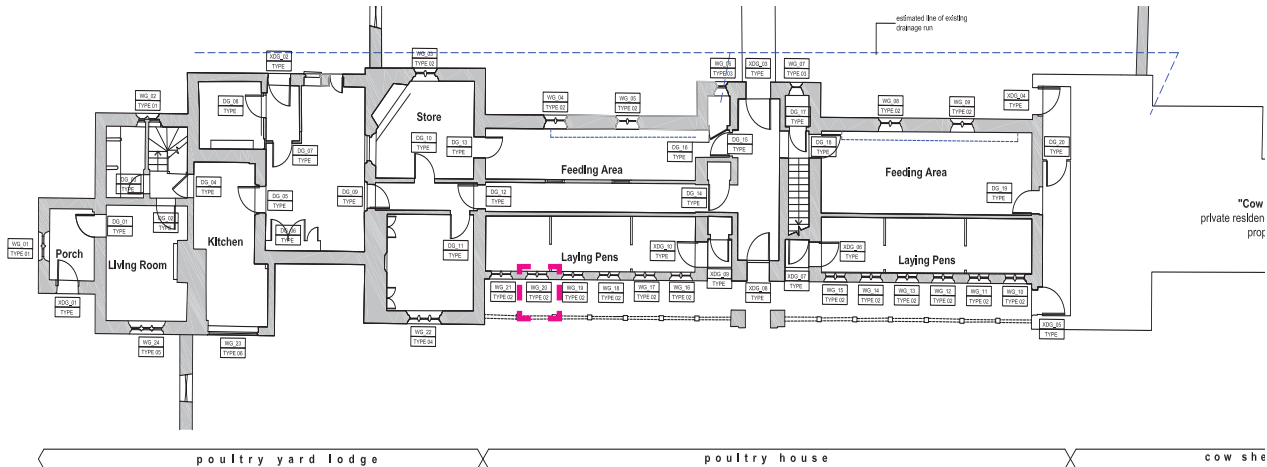 estimated line of existing
drainage run
XDG_02
TYPE
WG_03
TYPE 02
TYPE 03
XDG_03
TYPE
WG_07
TYPE 03
WG_02
TYPE 01
DG_08
TYPE
WG_04
TYPE 02
WG_05
TYPE 02
WG_08
TYPE 02
WG_09
TYPE 02
XDG_04
TYPE
Store
DG_17
TYPE
DG_10
TYPE
DG_13
TYPE
DG_15
TYPE
DG_16
TYPE
DG_18
TYPE
DG_20
TYPE
DG_07
TYPE
Feeding Area
Feeding Area
TYPE
DG_04
TYPE
DG_05
TYPE
DG_09
TYPE
DG_12
TYPE
DG_14
TYPE
DG_19
TYPE
"Cow
private residen
prop
DG_01
TYPE
DG_02
TYPE
DG_06
TYPE
Kitchen
WG_01
TYPE 01
Porch
Living Room
DG_11
TYPE
XDG_10
TYPE
XDG_06
TYPE
Laying Pens
Laying Pens
XDG_09
TYPE
XDG_07
TYPE
XDG_01
TYPE
WG_21
TYPE 02
WG_20
TYPE 02
WG_19
TYPE 02
WG_18
TYPE 02
WG_17
TYPE 02
WG_16
TYPE 02
XDG_08
TYPE
WG_15
TYPE 02
WG_14
TYPE 02
WG_13
TYPE 02
WG_12
TYPE 02
WG_11
TYPE 02
WG_10
TYPE 02
XDG_05
TYPE
WG_24
TYPE 05
WG_23
TYPE 06
WG_22
TYPE 04
poultry yard lodge
poultry house
cow she